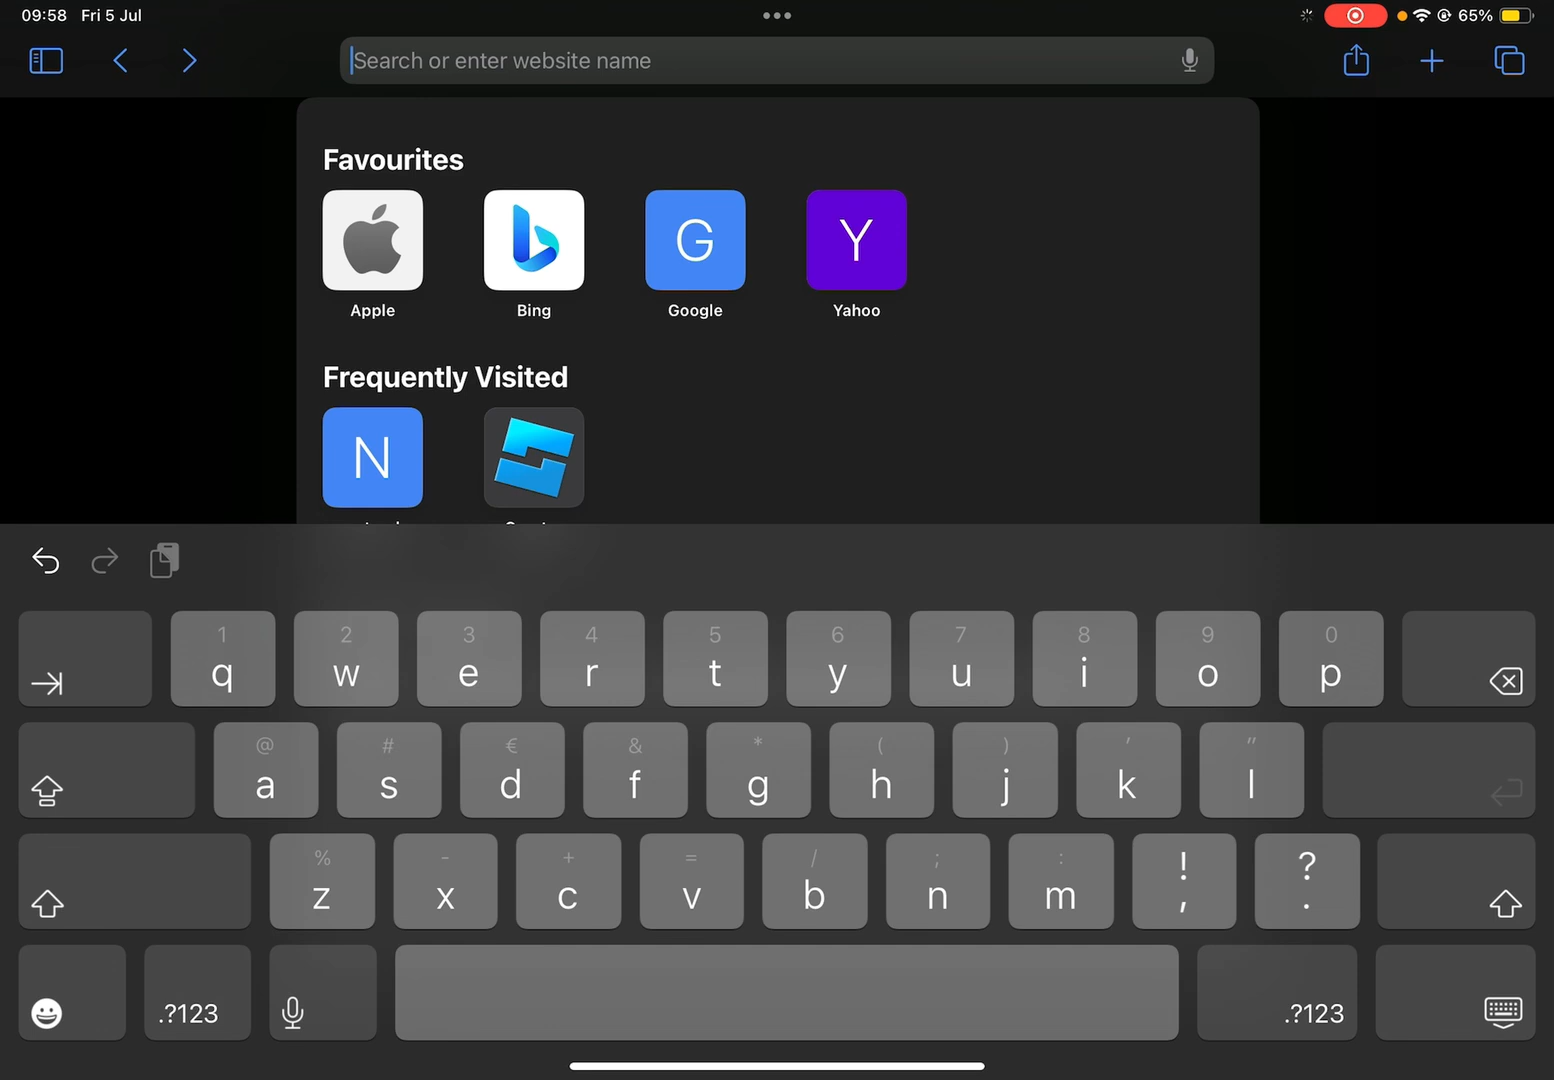 09:58 Fri 5 Jul
65%
Search or enter website name
Favourites
G
Y
Apple
Bing
Google
Yahoo
Frequently Visited
N
1 2 3 4 5 6 7 8 9 0
q w e r t y u i o p
@ # € & * ( ) ' "
a s d f g h j k l
% - + = / ; : ! ?
z x c v b n m , .
.?123
.?123